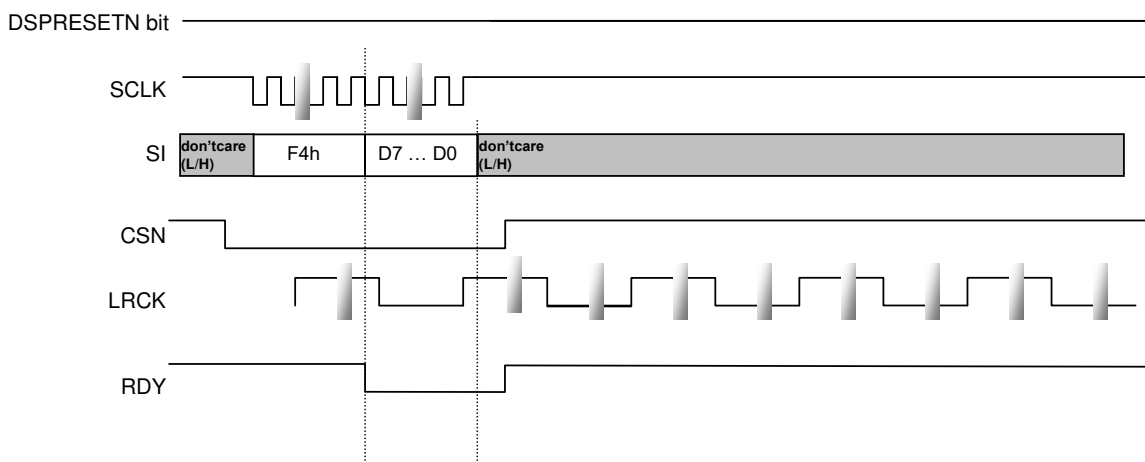 DSPRESETN bit
SCLK
SI
don'tcare
(L/H)
F4h
D7 … D0
don'tcare
(L/H)
CSN
LRCK
RDY